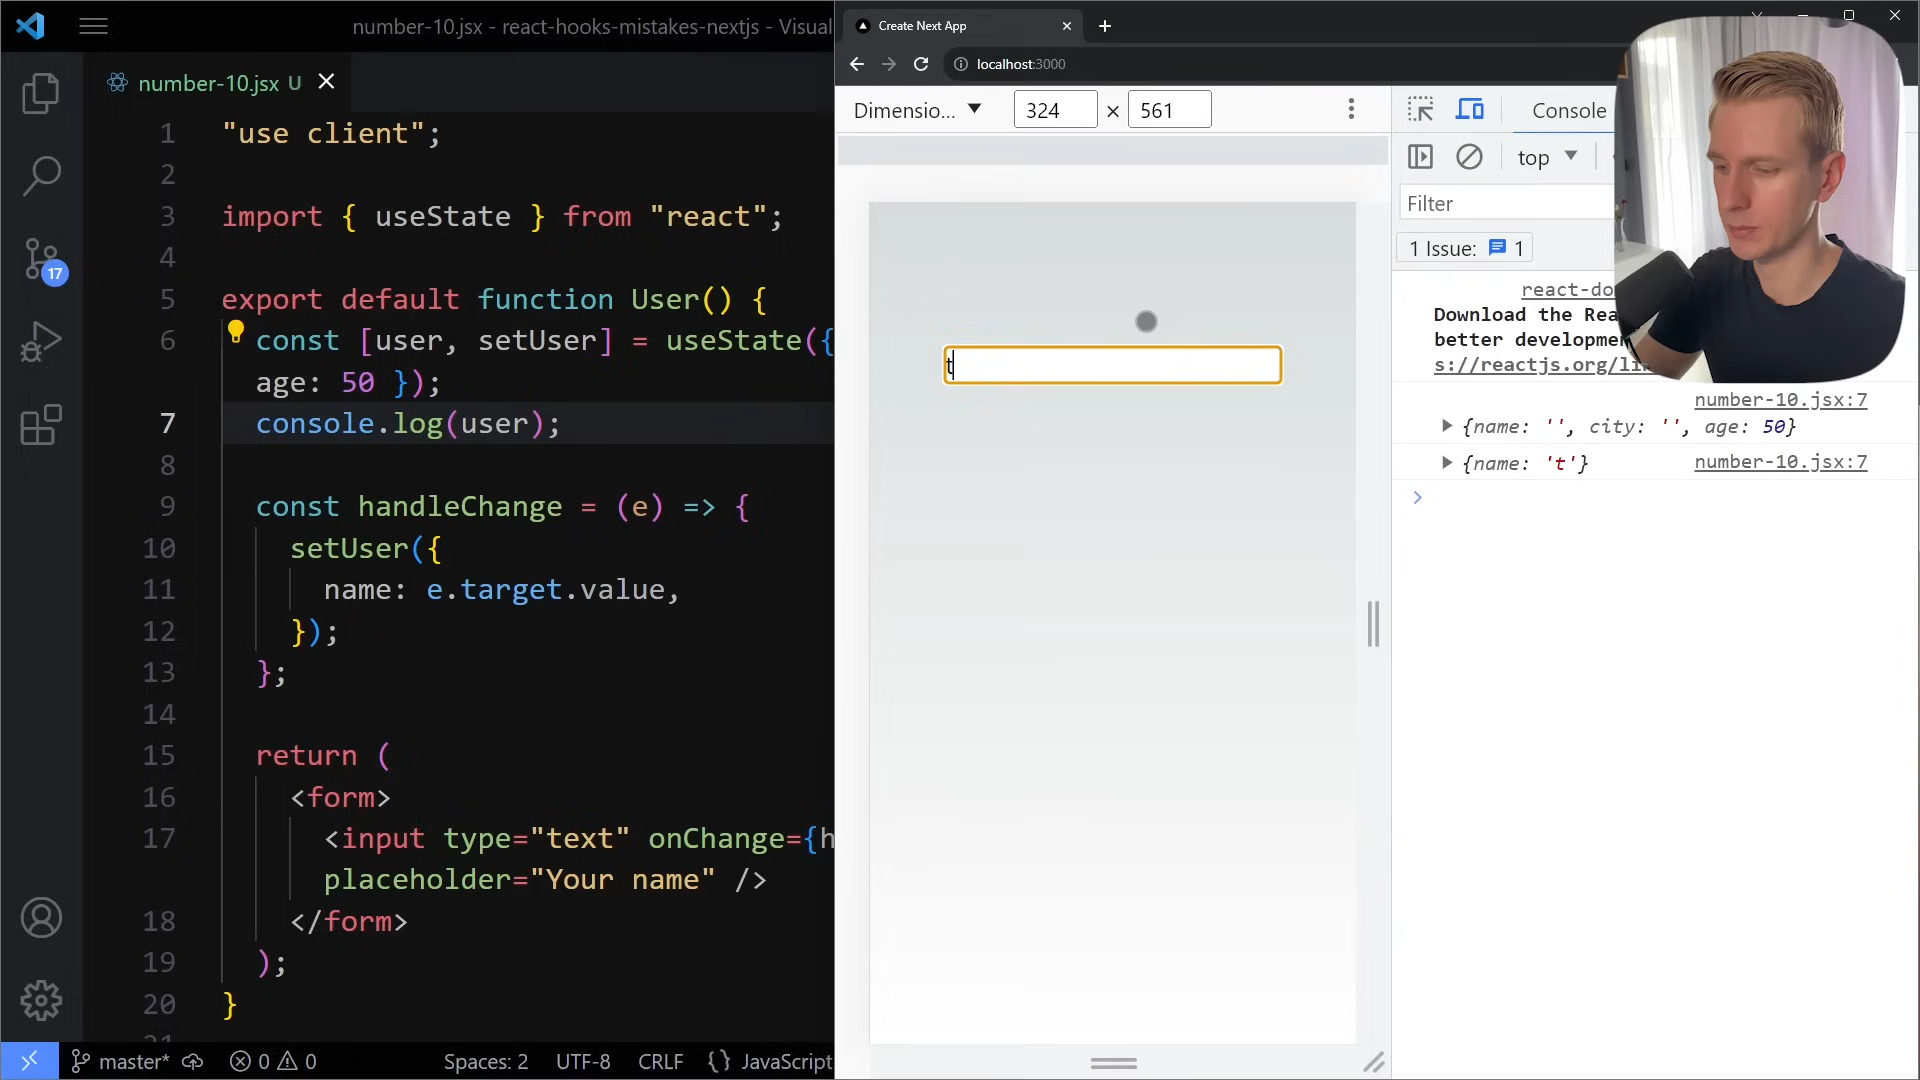 number-10.jsx - react-hooks-mistakes-nextjs - Visual
number-10.jsx U
1 "use client";
2
3 import { useState } from "react";
4
5 export default function User() {
6 const [user, setUser] = useState({
age: 50 });
7 console.log(user);
8
9 const handleChange = (e) => {
10 setUser({
11 name: e.target.value,
12 });
13 };
14
15 return (
16 <form>
17 <input type="text" onChange={h
placeholder="Your name" />
18 </form>
19 );
20 }
21
17
master* 0 0 Spaces: 2 UTF-8 CRLF {} JavaScript
Create Next App
localhost:3000
Dimensio... 324 × 561
t
Console
top
Filter
1 Issue: 1
react-do
Download the Rea
better developmen
s://reactjs.org/li
number-10.jsx:7
{name: '', city: '', age: 50}
{name: 't'} number-10.jsx:7